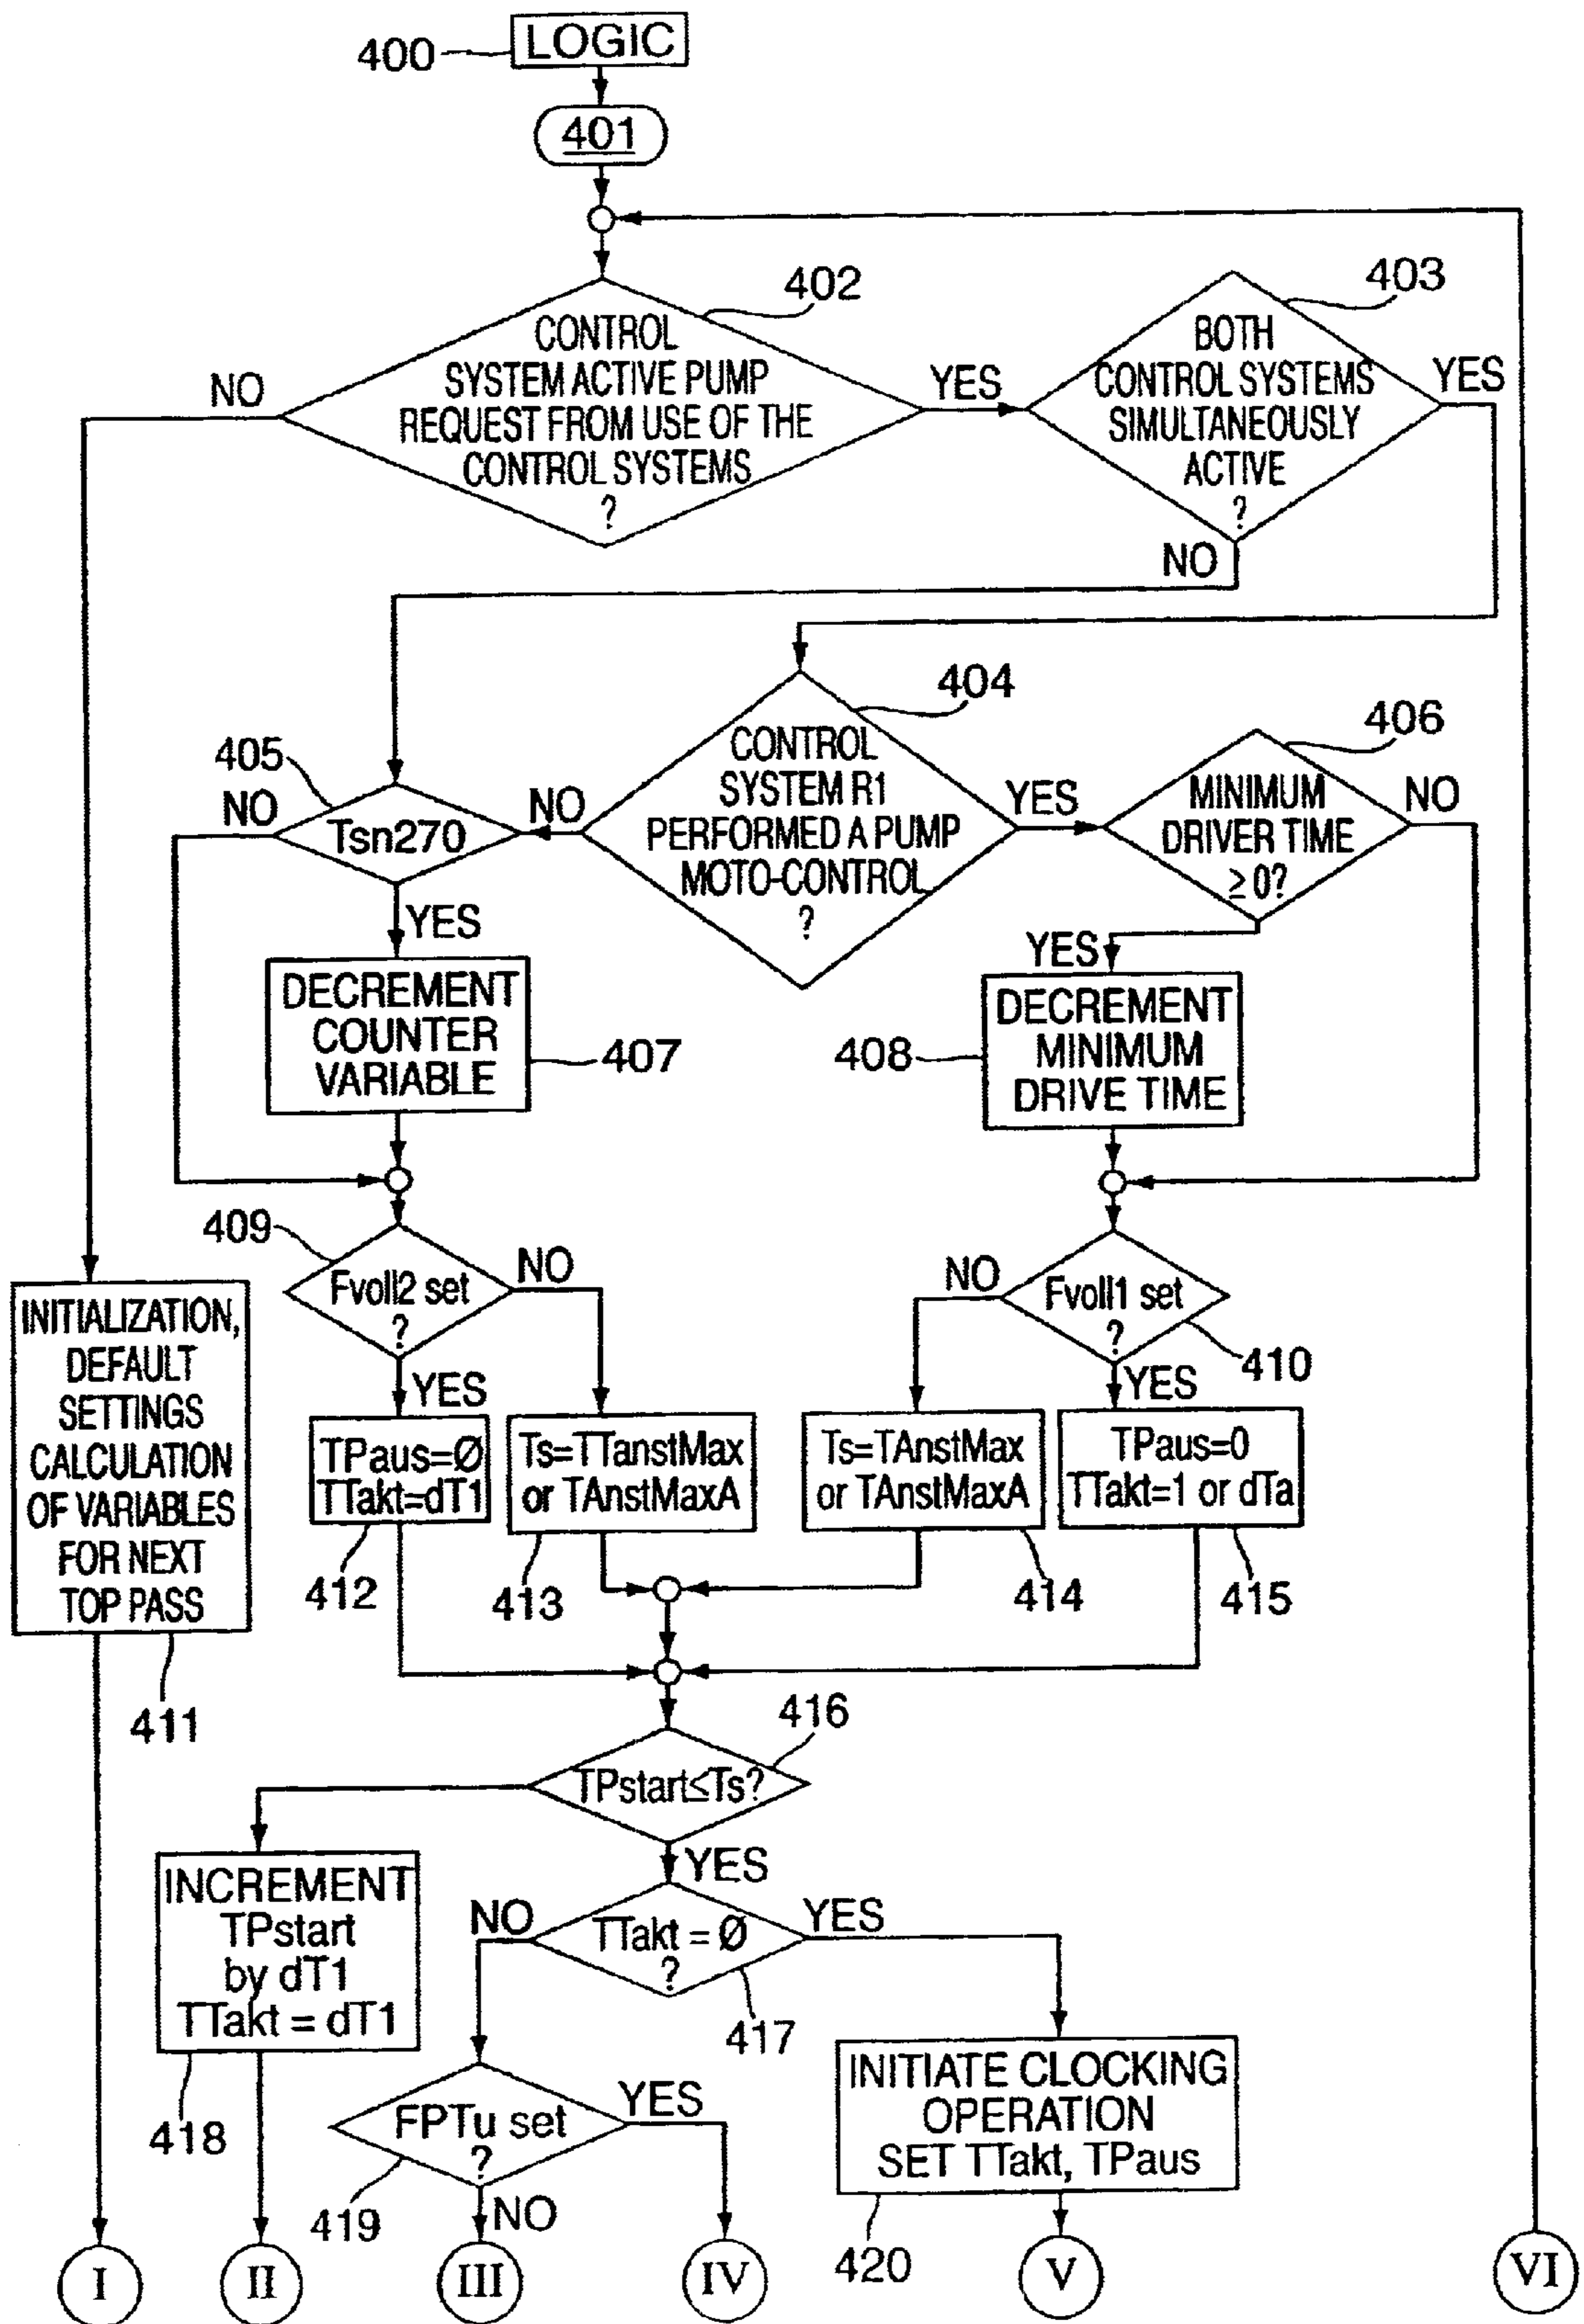 LOGIC
400
401
402
CONTROL
SYSTEM ACTIVE PUMP
REQUEST FROM USE OF THE
CONTROL SYSTEMS
?
NO
YES
403
BOTH
CONTROL SYSTEMS
SIMULTANEOUSLY
ACTIVE
?
YES
NO
404
CONTROL
SYSTEM R1
PERFORMED A PUMP
MOTO-CONTROL
?
NO
YES
405
Tsn270
NO
YES
406
MINIMUM
DRIVER TIME
≥0?
NO
YES
DECREMENT
COUNTER
VARIABLE
407
DECREMENT
MINIMUM
DRIVE TIME
408
409
Fvoll2 set
?
NO
YES
Fvoll1 set
?
NO
410
YES
INITIALIZATION,
DEFAULT
SETTINGS
CALCULATION
OF VARIABLES
FOR NEXT
TOP PASS
411
TPaus=Ø
TTakt=dT1
412
Ts=TTanstMax
or TAnstMaxA
413
Ts=TAnstMax
or TAnstMaxA
414
TPaus=0
TTakt=1 or dTa
415
416
TPstart≤Ts?
YES
INCREMENT
TPstart
by dT1
TTakt = dT1
418
TTakt = Ø
?
NO
YES
417
FPTu set
?
YES
NO
419
INITIATE CLOCKING
OPERATION
SET TTakt, TPaus
420
I
II
III
IV
V
VI